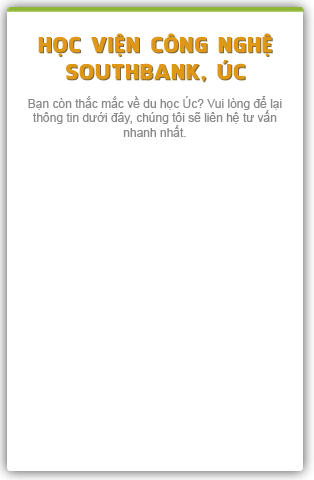 HỌC VIỆN CÔNG NGHỆ
SOUTHBANK, ÚC
Bạn còn thắc mắc về du học Úc? Vui lòng để lại
thông tin dưới đây, chúng tôi sẽ liên hệ tư vấn
nhanh nhất.